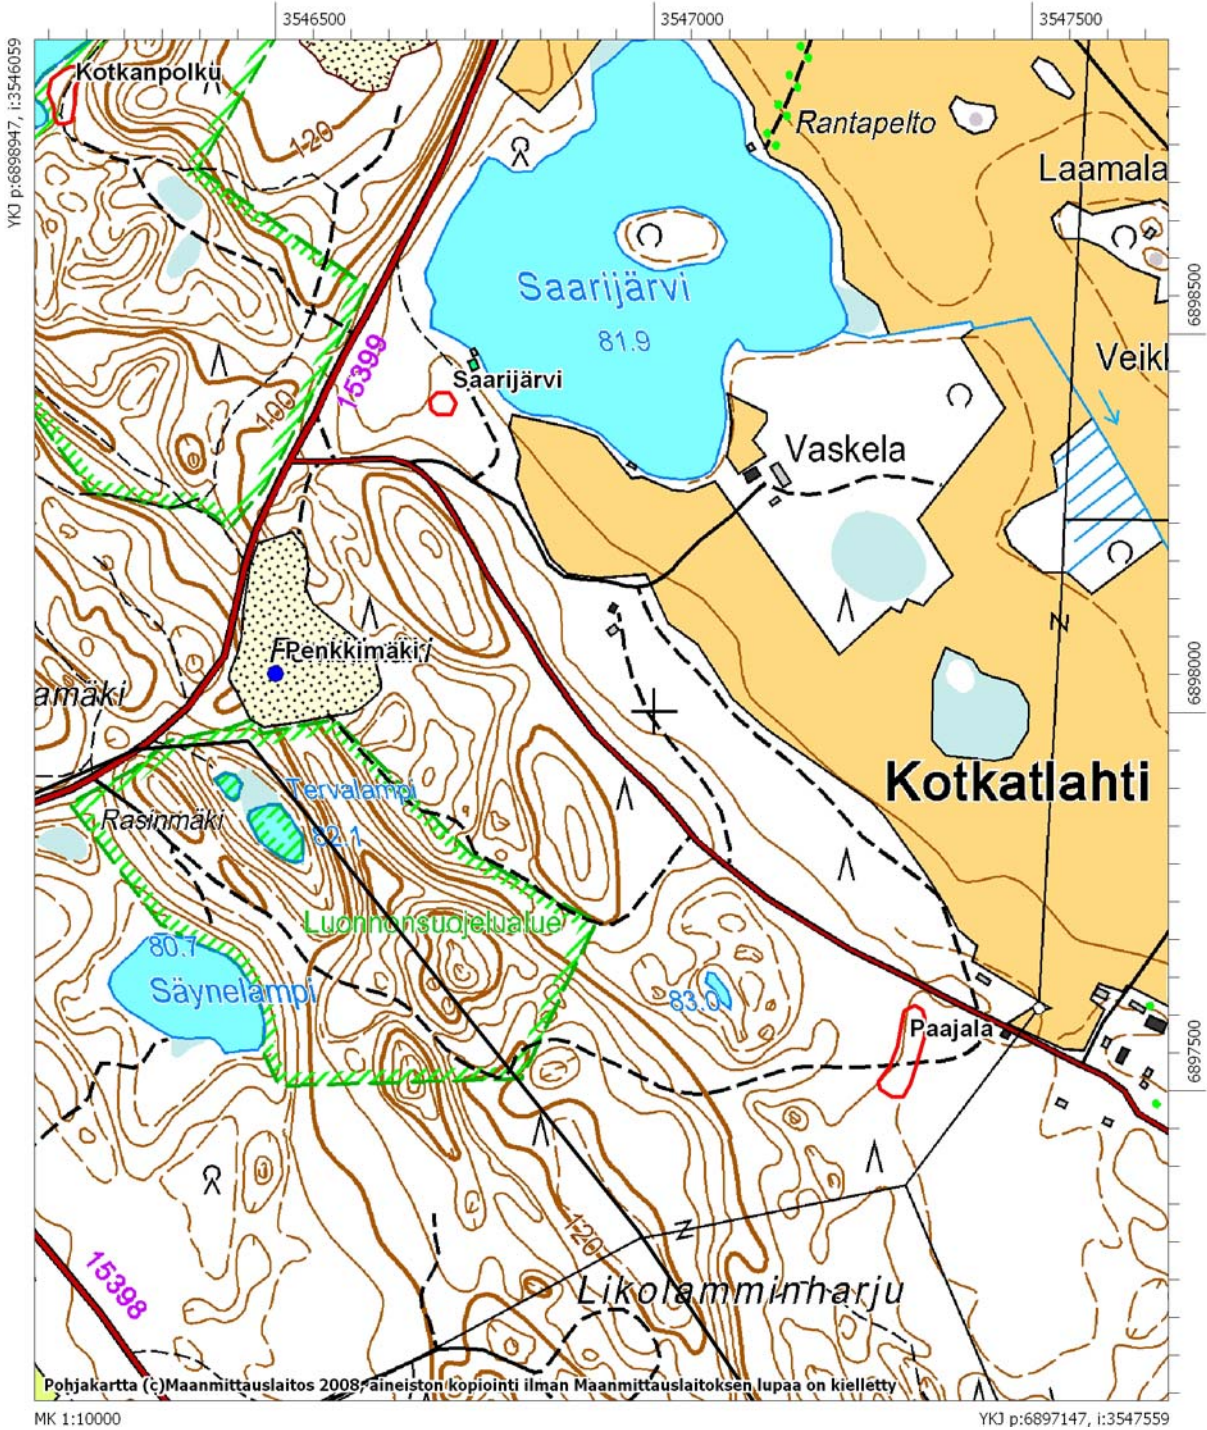 3546500
3547000
3547500
YKJ p:6898947, i:3546059
Kotkanpolku
120
Rantapelto
Laamala
Saarijärvi
81.9
6898500
15399
Saarijärvi
Veikk
100
Vaskela
Penkkimäki
6898000
amäki
Kotkatlahti
Tervalampi
82.1
Rasinmäki
Luonnonsuojelualue
80.7
Säynelampi
83.0
Paajala
6897500
Z
Z
120
15398
Likolamminharju
Pohjakartta (c)Maanmittauslaitos 2008, aineiston kopiointi ilman Maanmittauslaitoksen lupaa on kielletty
MK 1:10000
YKJ p:6897147, i:3547559